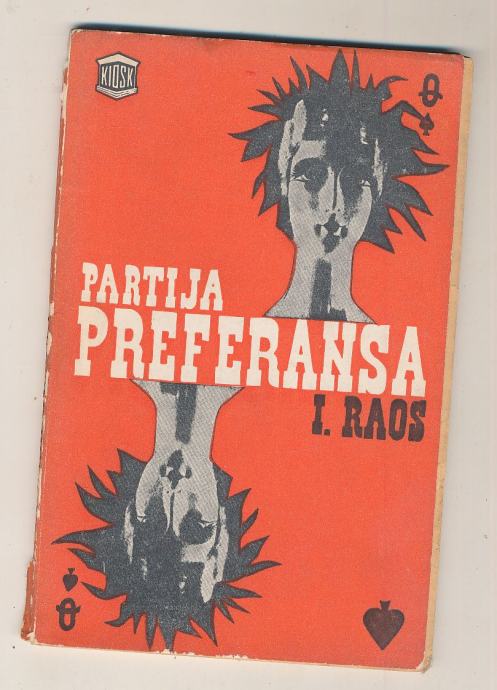 KIOSK
Q
PARTIJA
PREFERANSA
I. RAOS
Q